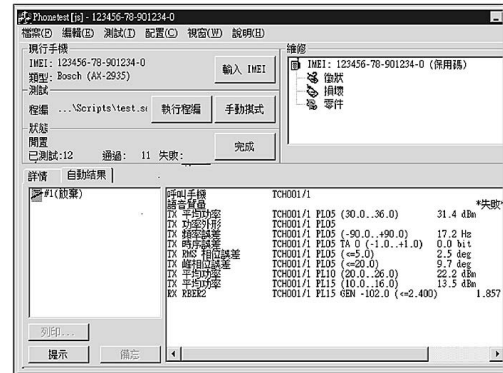 Phonetest [js] - 123456-78-901234-0
檔案(F) 編輯(E) 測試(T) 配置(C) 視窗(W) 說明(H)
現行手機
IMEI: 123456-78-901234-0
類型: Bosch (AX-2935)
輸入 IMEI
測試
程編 ...\Scripts\test.sc
執行程編
手動模式
狀態
閒置
已測試:12 通過: 11 失敗:
完成
維修
IMEI: 123456-78-901234-0 (保用碼)
徵狀
損壞
零件
詳情 自動結果
#1(放棄)
呼叫手機 TCH001/1
語音質量 *失敗*
TX 平均功率 TCH001/1 PL05 (30.0..36.0) 31.4 dBm
TX 功率外形 TCH001/1 PL05
TX 頻率誤差 TCH001/1 PL05 (-90.0..+90.0) 17.2 Hz
TX 時序誤差 TCH001/1 PL05 TA 0 (-1.0..+1.0) 0.0 bit
TX RMS 相位誤差 TCH001/1 PL05 (<=5.0) 2.5 deg
TX 峰相位誤差 TCH001/1 PL05 (<=20.0) 9.7 deg
TX 平均功率 TCH001/1 PL10 (20.0..26.0) 22.2 dBm
TX 平均功率 TCH001/1 PL15 (10.0..16.0) 13.5 dBm
RX RBER2 TCH001/1 PL15 GEN -102.0 (<=2.400) 1.857
列印...
提示
備忘